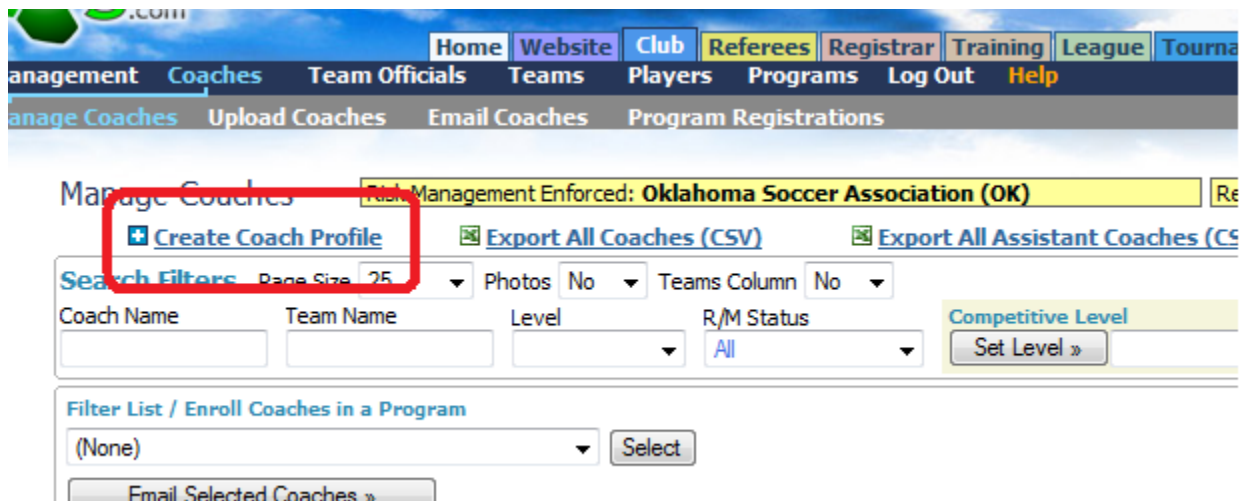 .com
Home Website Club Referees Registrar Training League Tourna
anagement Coaches Team Officials Teams Players Programs Log Out Help
anage Coaches Upload Coaches Email Coaches Program Registrations
Manage Coaches Risk Management Enforced: Oklahoma Soccer Association (OK) Re
Create Coach Profile Export All Coaches (CSV) Export All Assistant Coaches (CS
Search Filters Page Size 25 Photos No Teams Column No
Coach Name Team Name Level R/M Status Competitive Level
All Set Level »
Filter List / Enroll Coaches in a Program
(None) Select
Email Selected Coaches »